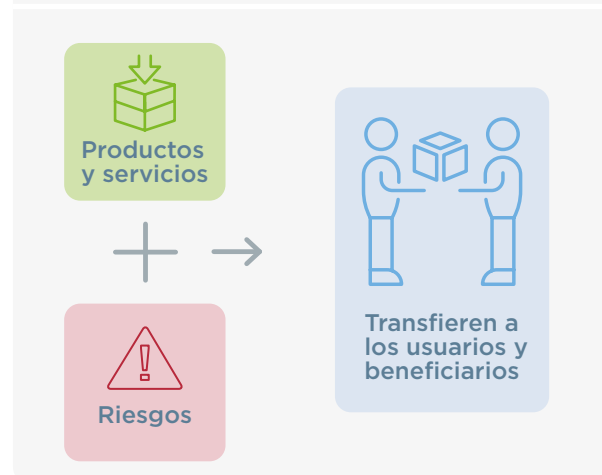 Productos
y servicios
Riesgos
Transfieren a
los usuarios y
beneficiarios